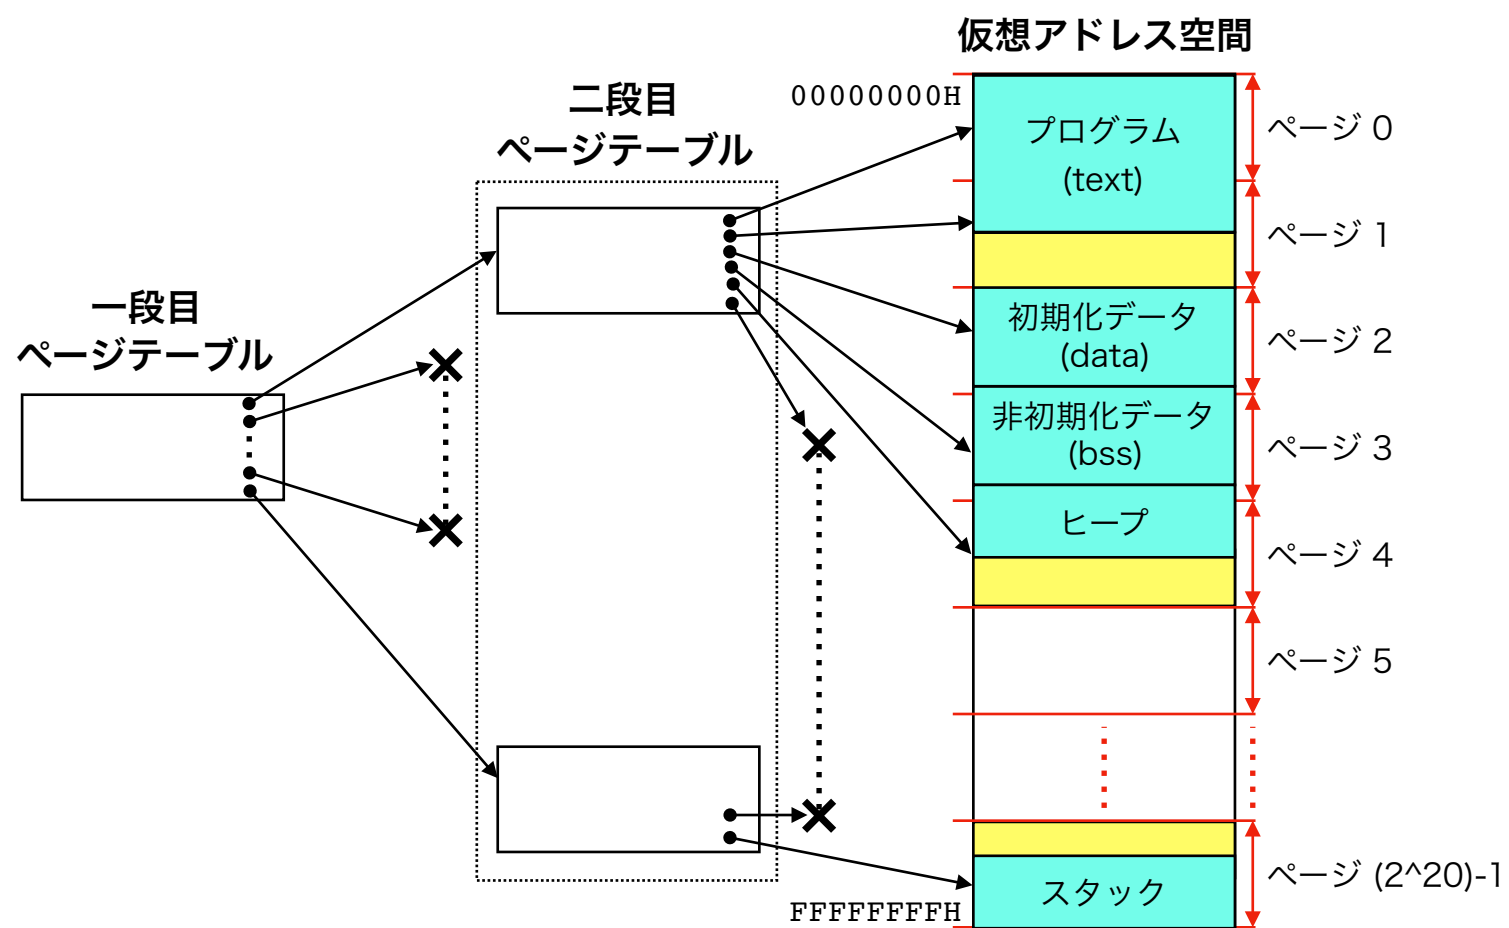 仮想アドレス空間
二段目
ページテーブル
一段目
ページテーブル
00000000H
プログラム
(text)
初期化データ
(data)
非初期化データ
(bss)
ヒープ
スタック
FFFFFFFFH
ページ 0
ページ 1
ページ 2
ページ 3
ページ 4
ページ 5
ページ (2^20)-1